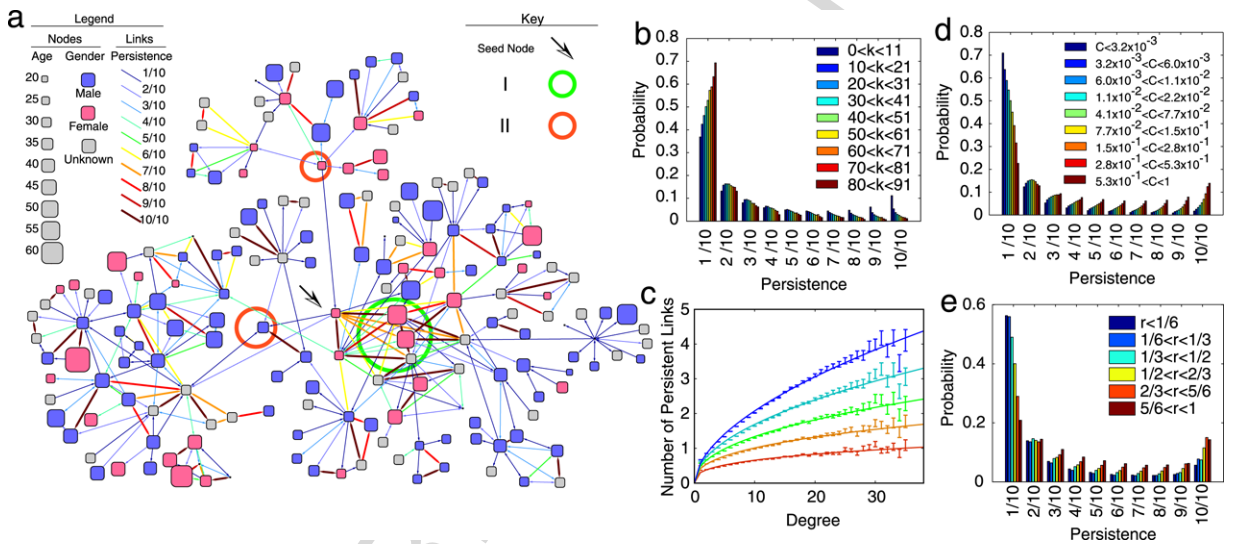 a
Legend
Nodes
Links
Age
Gender
Persistence
20
25
30
35
40
45
50
55
60
Male
Female
Unknown
1/10
2/10
3/10
4/10
5/10
6/10
7/10
8/10
9/10
10/10
Key
Seed Node
I
II
b
Probability
0.8
0.7
0.6
0.5
0.4
0.3
0.2
0.1
0
0<k<11
10<k<21
20<k<31
30<k<41
40<k<51
50<k<61
60<k<71
70<k<81
80<k<91
1/10
2/10
3/10
4/10
5/10
6/10
7/10
8/10
9/10
10/10
Persistence
c
Number of Persistent Links
5
4
3
2
1
0
0
10
20
30
Degree
d
Probability
0.8
0.7
0.6
0.5
0.4
0.3
0.2
0.1
0
C<3.2x10⁻³
3.2x10⁻³<C<6.0x10⁻³
6.0x10⁻³<C<1.1x10⁻²
1.1x10⁻²<C<2.2x10⁻²
4.1x10⁻²<C<7.7x10⁻²
7.7x10⁻²<C<1.5x10⁻¹
1.5x10⁻¹<C<2.8x10⁻¹
2.8x10⁻¹<C<5.3x10⁻¹
5.3x10⁻¹<C<1
1/10
2/10
3/10
4/10
5/10
6/10
7/10
8/10
9/10
10/10
Persistence
e
Probability
0.6
0.4
0.2
0
r<1/6
1/6<r<1/3
1/3<r<1/2
1/2<r<2/3
2/3<r<5/6
5/6<r<1
1/10
2/10
3/10
4/10
5/10
6/10
7/10
8/10
9/10
10/10
Persistence